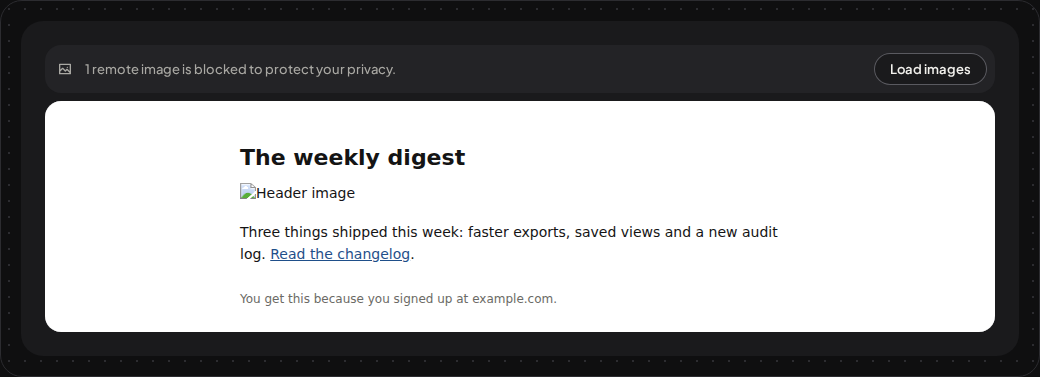 1 remote image is blocked to protect your privacy.
Load images
The weekly digest
Header image
Three things shipped this week: faster exports, saved views and a new audit
log. Read the changelog.
You get this because you signed up at example.com.